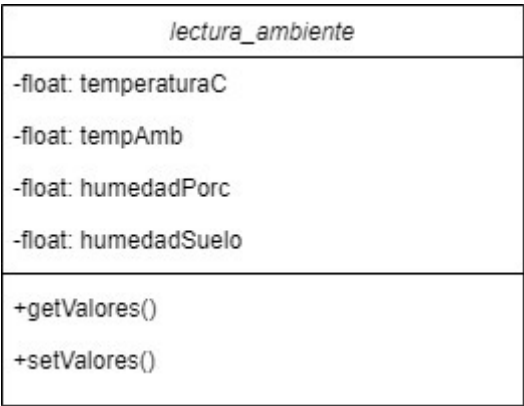 lectura_ambiente
-float: temperaturaC
-float: tempAmb
-float: humedadPorc
-float: humedadSuelo
+getValores()
+setValores()